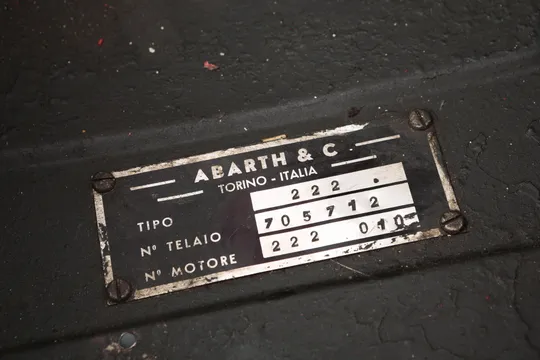 ABARTH & C.
TORINO - ITALIA
TIPO 222 .
Nº TELAIO 705712
Nº MOTORE 222 010